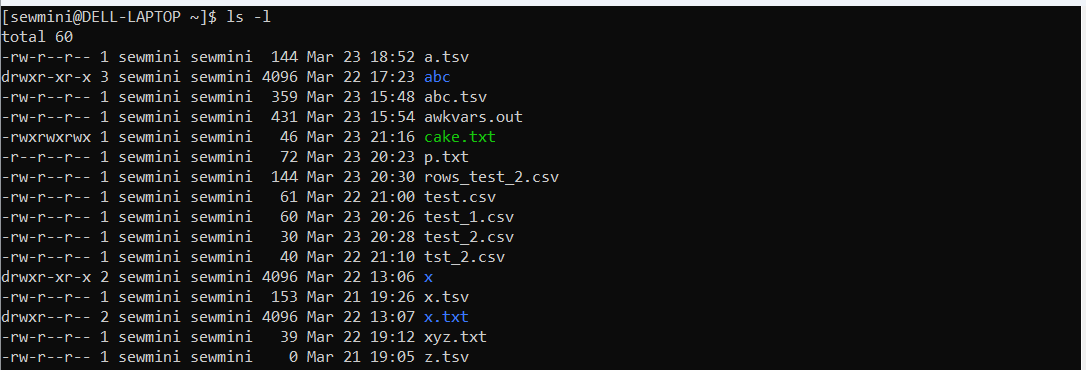 [sewmini@DELL-LAPTOP ~]$ ls -l
total 60
-rw-r--r-- 1 sewmini sewmini  144 Mar 23 18:52 a.tsv
drwxr-xr-x 3 sewmini sewmini 4096 Mar 22 17:23 abc
-rw-r--r-- 1 sewmini sewmini  359 Mar 23 15:48 abc.tsv
-rw-r--r-- 1 sewmini sewmini  431 Mar 23 15:54 awkvars.out
-rwxrwxrwx 1 sewmini sewmini   46 Mar 23 21:16 cake.txt
-r--r--r-- 1 sewmini sewmini   72 Mar 23 20:23 p.txt
-rw-r--r-- 1 sewmini sewmini  144 Mar 23 20:30 rows_test_2.csv
-rw-r--r-- 1 sewmini sewmini   61 Mar 22 21:00 test.csv
-rw-r--r-- 1 sewmini sewmini   60 Mar 23 20:26 test_1.csv
-rw-r--r-- 1 sewmini sewmini   30 Mar 23 20:28 test_2.csv
-rw-r--r-- 1 sewmini sewmini   40 Mar 22 21:10 tst_2.csv
drwxr-xr-x 2 sewmini sewmini 4096 Mar 22 13:06 x
-rw-r--r-- 1 sewmini sewmini  153 Mar 21 19:26 x.tsv
drwxr--r-- 2 sewmini sewmini 4096 Mar 22 13:07 x.txt
-rw-r--r-- 1 sewmini sewmini   39 Mar 22 19:12 xyz.txt
-rw-r--r-- 1 sewmini sewmini    0 Mar 21 19:05 z.tsv